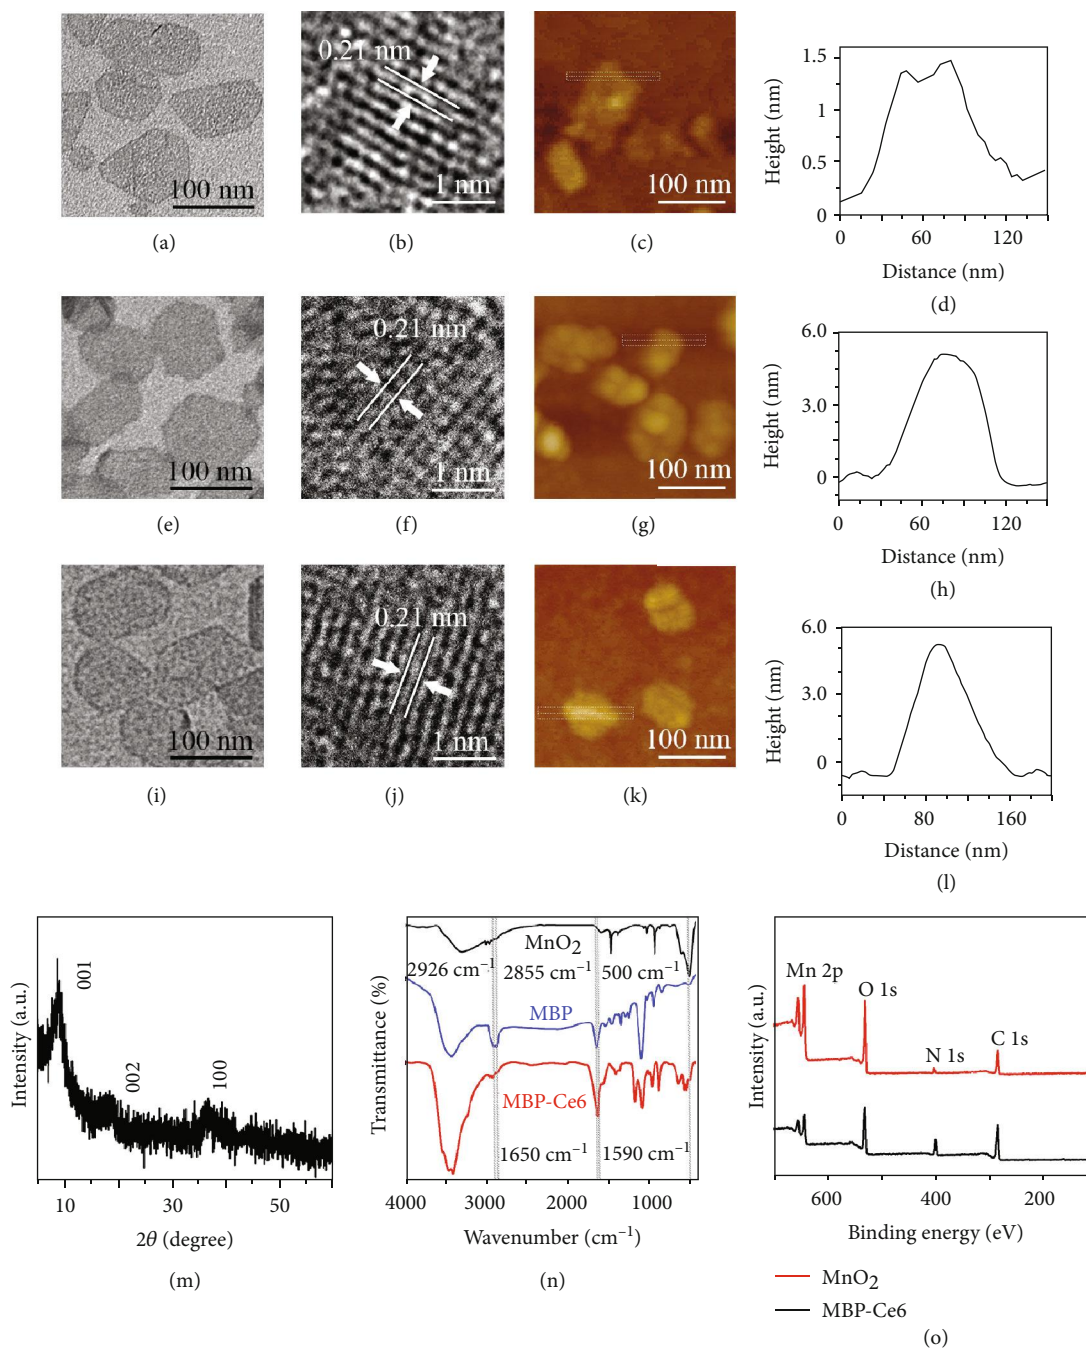 100 nm
(a)
0.21 nm
1 nm
(b)
100 nm
(c)
Height (nm)
1.5
1
0.5
0
0 60 120
Distance (nm)
(d)
100 nm
(e)
0.21 nm
1 nm
(f)
100 nm
(g)
Height (nm)
6.0
3.0
0
0 60 120
Distance (nm)
(h)
100 nm
(i)
0.21 nm
1 nm
(j)
100 nm
(k)
Height (nm)
6.0
3.0
0
0 80 160
Distance (nm)
(l)
Intensity (a.u.)
001
002
100
10 30 50
2θ (degree)
(m)
Transmittance (%)
MnO₂
2926 cm⁻¹ 2855 cm⁻¹ 500 cm⁻¹
MBP
MBP-Ce6
1650 cm⁻¹ 1590 cm⁻¹
4000 3000 2000 1000
Wavenumber (cm⁻¹)
(n)
Intensity (a.u.)
Mn 2p
O 1s
N 1s
C 1s
600 400 200
Binding energy (eV)
MnO₂
MBP-Ce6
(o)